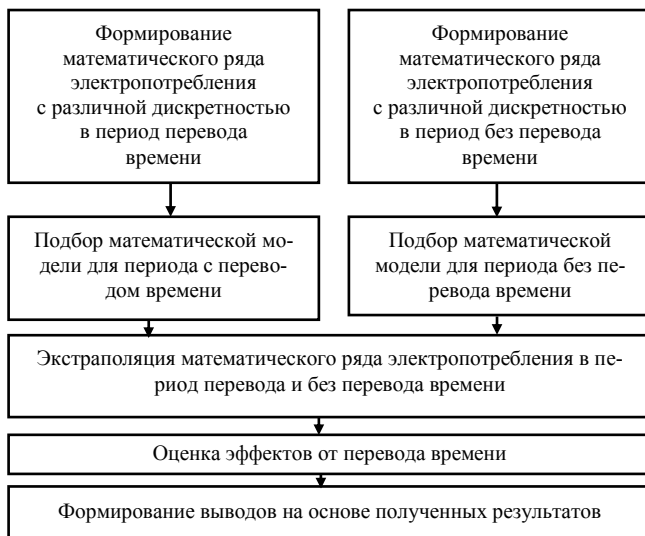 Формирование
математического ряда
электропотребления
с различной дискретностью
в период перевода
времени
Формирование
математического ряда
электропотребления
с различной дискретностью
в период без перевода
времени
Подбор математической мо-
дели для периода с перево-
дом времени
Подбор математической
модели для периода без пе-
ревода времени
Экстраполяция математического ряда электропотребления в пе-
риод перевода и без перевода времени
Оценка эффектов от перевода времени
Формирование выводов на основе полученных результатов